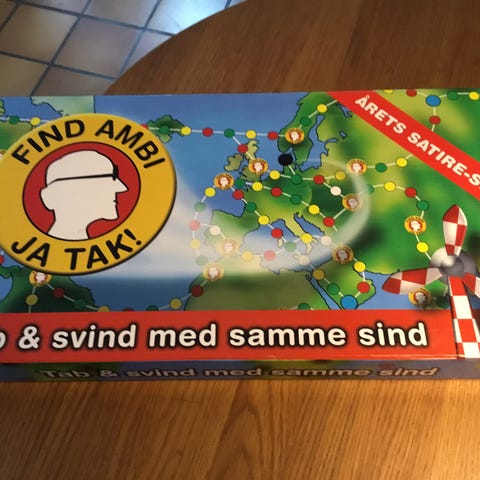 FIND AMBI
JA TAK!
ÅRETS SATIRE-S
& svind med samme sind
Tab & svind med samme sind